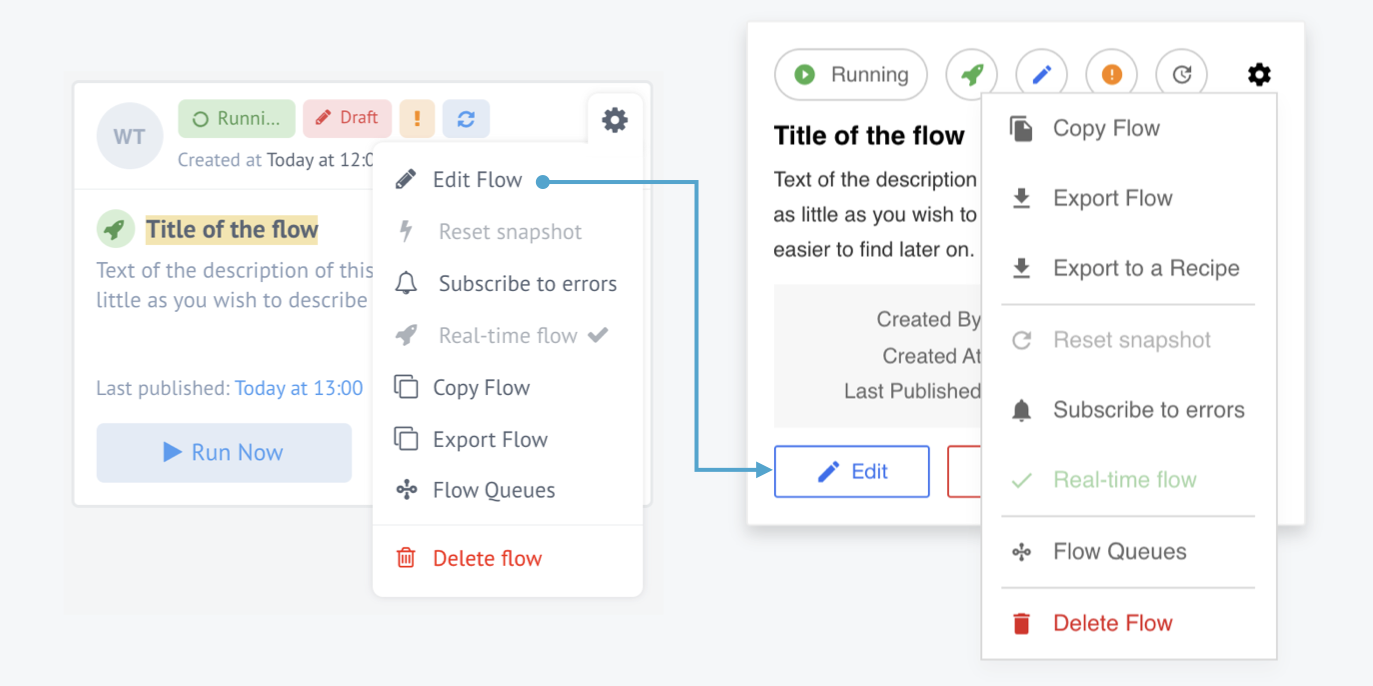 WT
Runni...
Draft
!
Created at Today at 12:0
Title of the flow
Text of the description of this
little as you wish to describe
Last published: Today at 13:00
Run Now
Edit Flow
Reset snapshot
Subscribe to errors
Real-time flow
Copy Flow
Export Flow
Flow Queues
Delete flow
Running
!
Title of the flow
Text of the description
as little as you wish to
easier to find later on.
Created By
Created At
Last Published
Edit
Copy Flow
Export Flow
Export to a Recipe
Reset snapshot
Subscribe to errors
Real-time flow
Flow Queues
Delete Flow